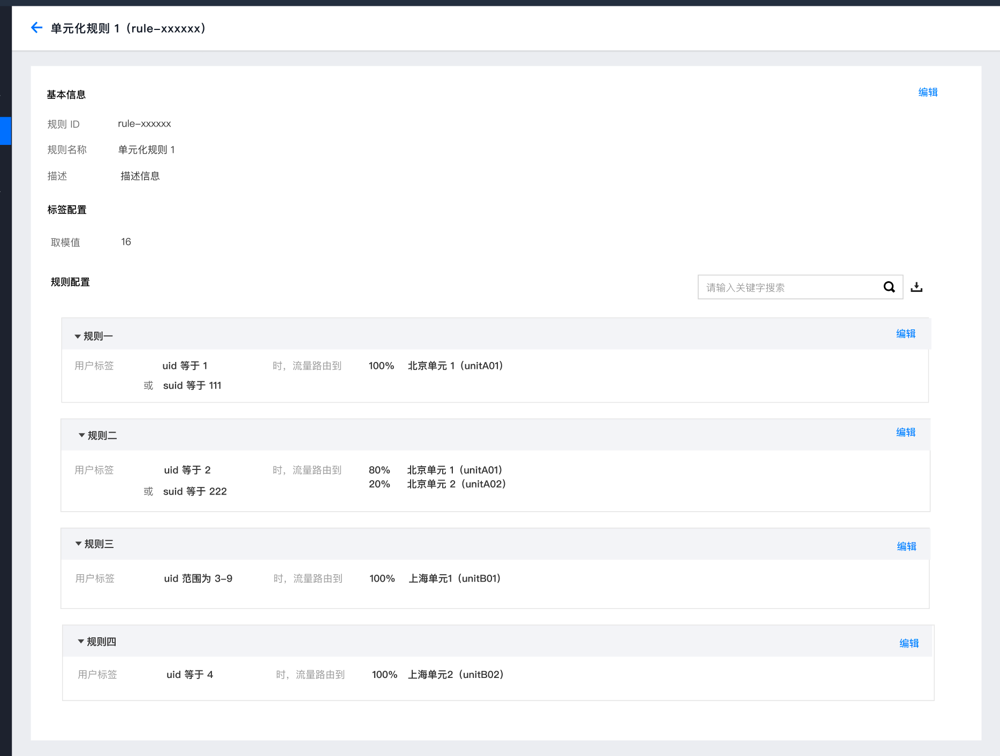 单元化规则 1（rule-xxxxxx）
基本信息
编辑
规则 ID rule-xxxxxx
规则名称 单元化规则 1
描述 描述信息
标签配置
取模值 16
规则配置
请输入关键字搜索
规则一 编辑
用户标签 uid 等于 1 时，流量路由到 100% 北京单元 1（unitA01）
或 suid 等于 111
规则二 编辑
用户标签 uid 等于 2 时，流量路由到 80% 北京单元 1（unitA01）
20% 北京单元 2（unitA02）
或 suid 等于 222
规则三 编辑
用户标签 uid 范围为 3-9 时，流量路由到 100% 上海单元1（unitB01）
规则四 编辑
用户标签 uid 等于 4 时，流量路由到 100% 上海单元2（unitB02）